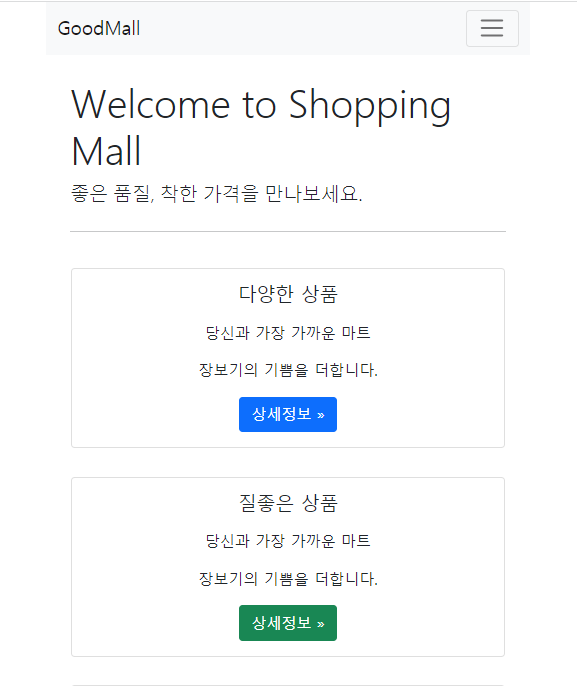 GoodMall
Welcome to Shopping
Mall
좋은 품질, 착한 가격을 만나보세요.
다양한 상품
당신과 가장 가까운 마트
장보기의 기쁨을 더합니다.
상세정보 »
질좋은 상품
당신과 가장 가까운 마트
장보기의 기쁨을 더합니다.
상세정보 »